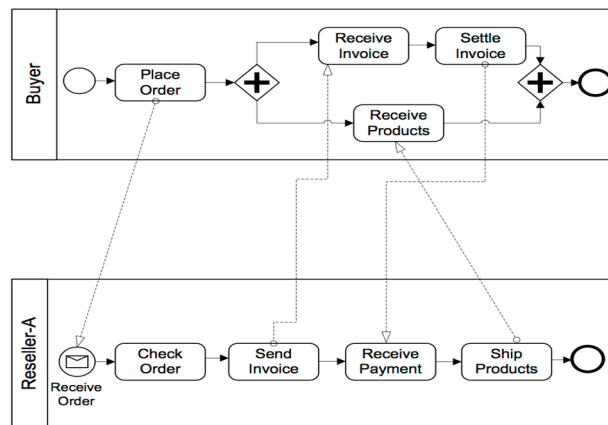 Buyer
Place
Order
Receive
Invoice
Settle
Invoice
Receive
Products
Reseller-A
Receive
Order
Check
Order
Send
Invoice
Receive
Payment
Ship
Products